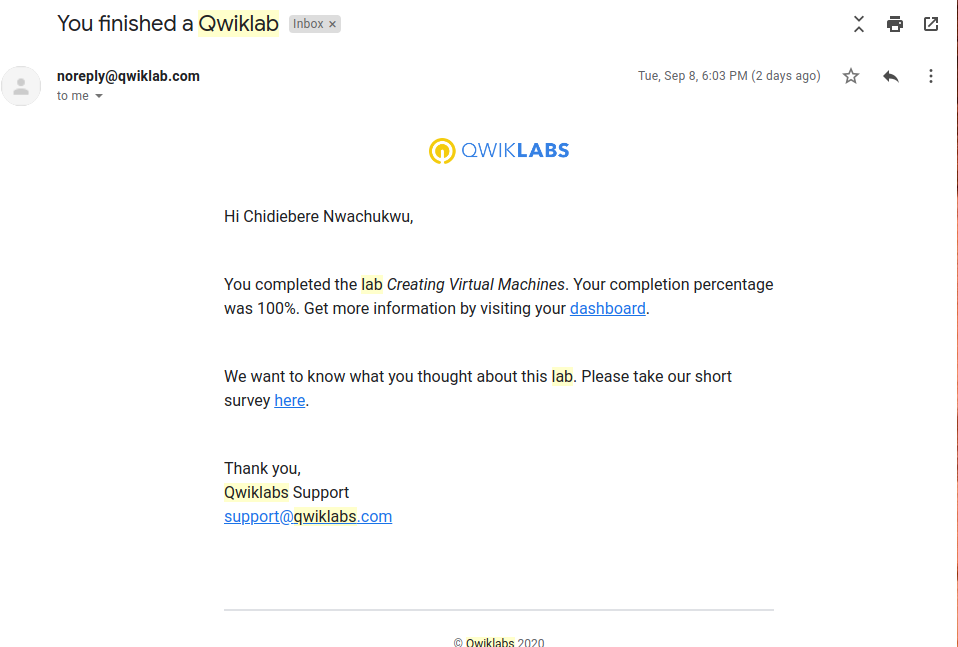 You finished a Qwiklab Inbox ×
noreply@qwiklab.com Tue, Sep 8, 6:03 PM (2 days ago)
to me
QWIKLABS
Hi Chidiebere Nwachukwu,
You completed the lab Creating Virtual Machines. Your completion percentage
was 100%. Get more information by visiting your dashboard.
We want to know what you thought about this lab. Please take our short
survey here.
Thank you,
Qwiklabs Support
support@qwiklabs.com
© Qwiklabs 2020